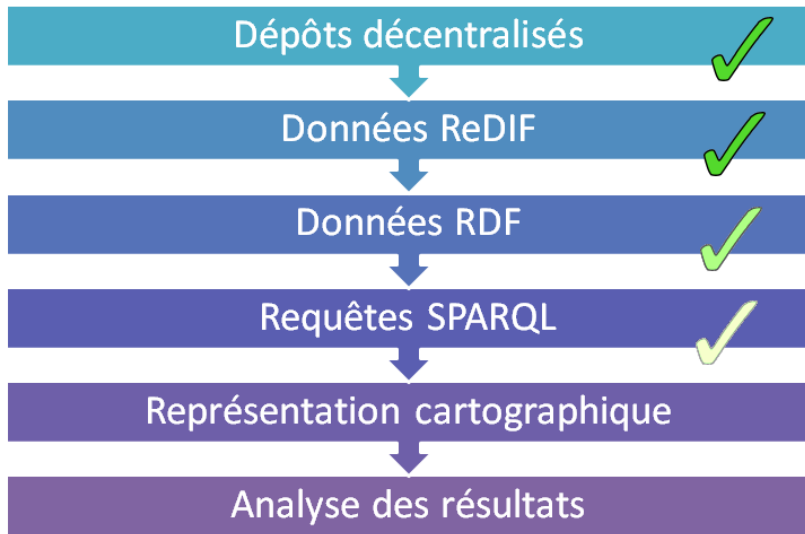 Dépôts décentralisés
Données ReDIF
Données RDF
Requêtes SPARQL
Représentation cartographique
Analyse des résultats